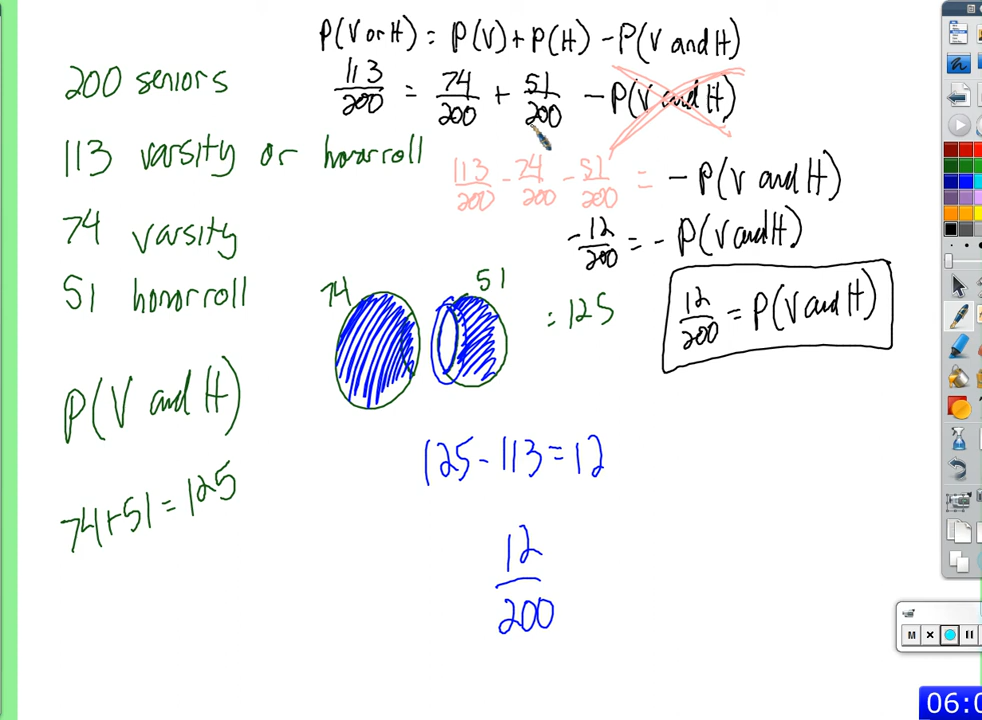 P(V or H) = P(V) + P(H) - P(V and H)
113/200 = 74/200 + 51/200 - P(V and H)
200 seniors
113 varsity or honorroll
113/200 - 74/200 - 51/200 = - P(V and H)
74 varsity
-12/200 = - P(V and H)
51 honorroll
74 51 = 125
12/200 = P(V and H)
P(V and H)
125 - 113 = 12
74 + 51 = 125
12/200
M
06:0